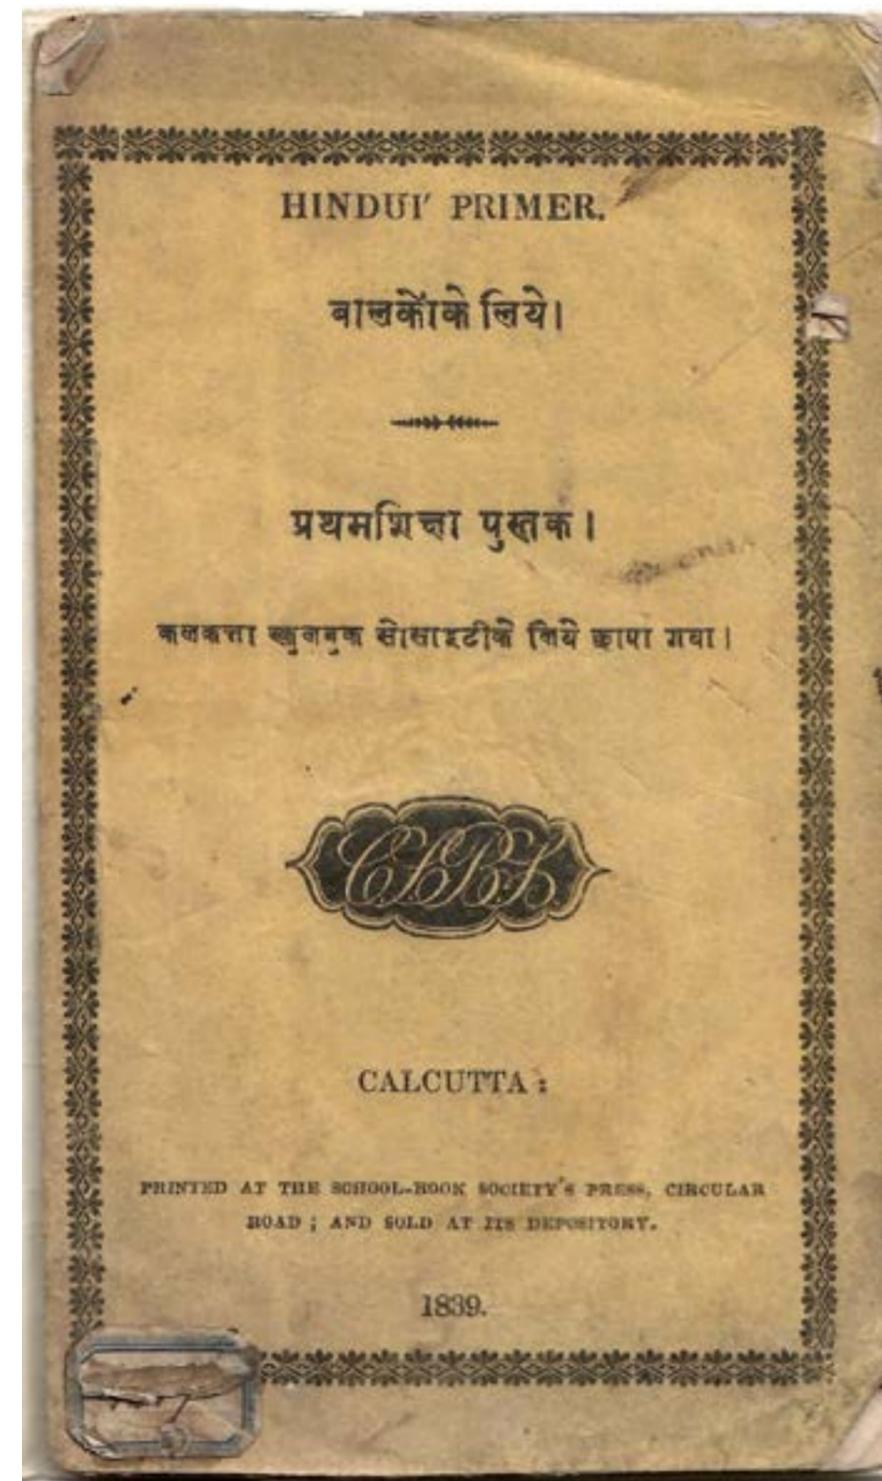 HINDUI′ PRIMER.
बालकोंके लिये।
प्रथमशिक्षा पुस्तक।
कलकत्ता स्कुलबुक सोसाइटीके लिये छापा गया।
CSBS
CALCUTTA:
PRINTED AT THE SCHOOL-BOOK SOCIETY'S PRESS, CIRCULAR
ROAD; AND SOLD AT ITS DEPOSITORY.
1839.